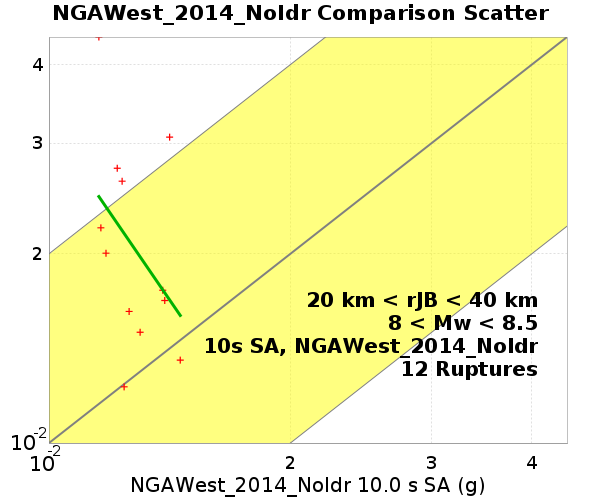 NGAWest_2014_NoIdr Comparison Scatter
4
3
2
10-2
20 km < rJB < 40 km
8 < Mw < 8.5
10s SA, NGAWest_2014_NoIdr
12 Ruptures
10-2 2 3 4
NGAWest_2014_NoIdr 10.0 s SA (g)